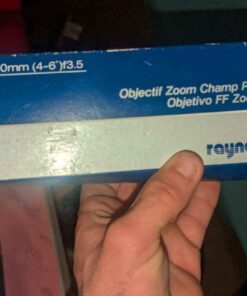 0mm (4-6")f3.5
Objectif Zoom Champ P
Objetivo FF Zo
rayn